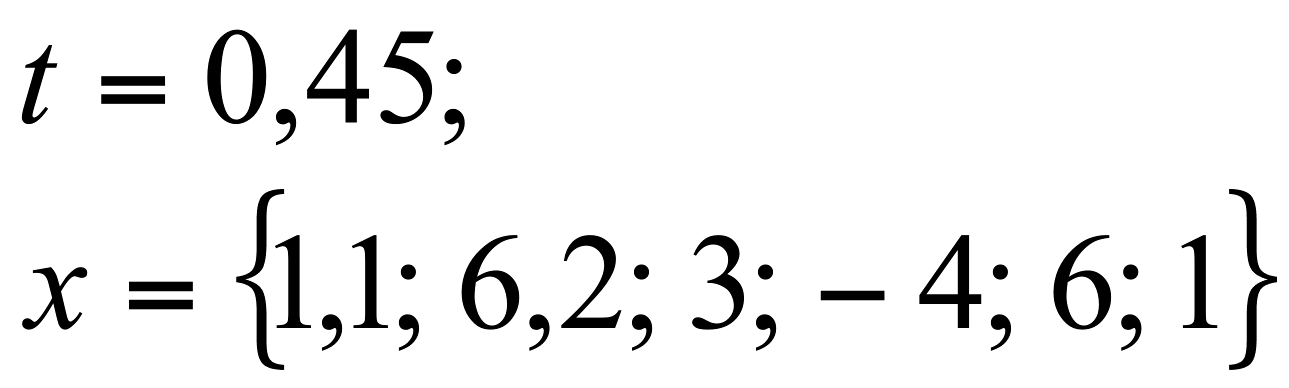 t = 0,45;
x = {1,1; 6,2; 3; − 4; 6; 1}